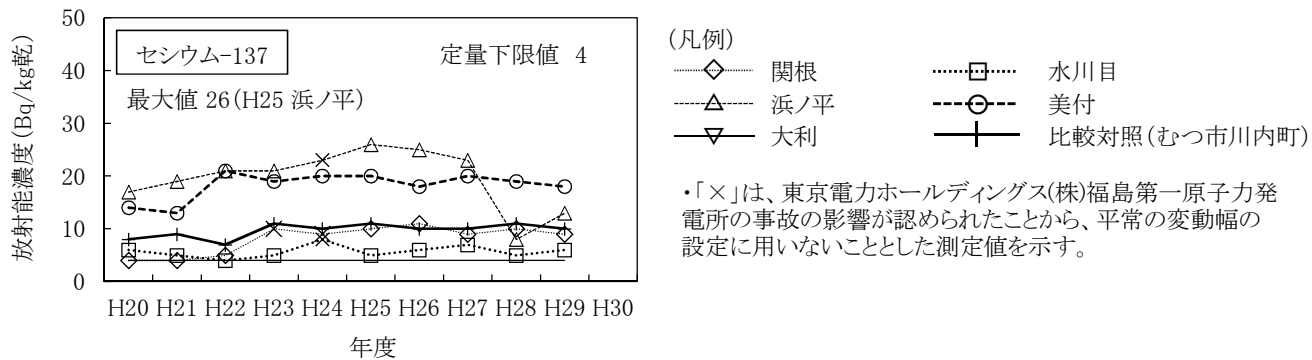 50
40
30
20
10
0
放射能濃度(Bq/kg乾)
セシウム-137
定量下限値 4
最大値 26(H25 浜ノ平)
H20 H21 H22 H23 H24 H25 H26 H27 H28 H29 H30
年度
(凡例)
関根
水川目
浜ノ平
美付
大利
比較対照(むつ市川内町)
・「×」は、東京電力ホールディングス(株)福島第一原子力発
電所の事故の影響が認められたことから、平常の変動幅の
設定に用いないこととした測定値を示す。